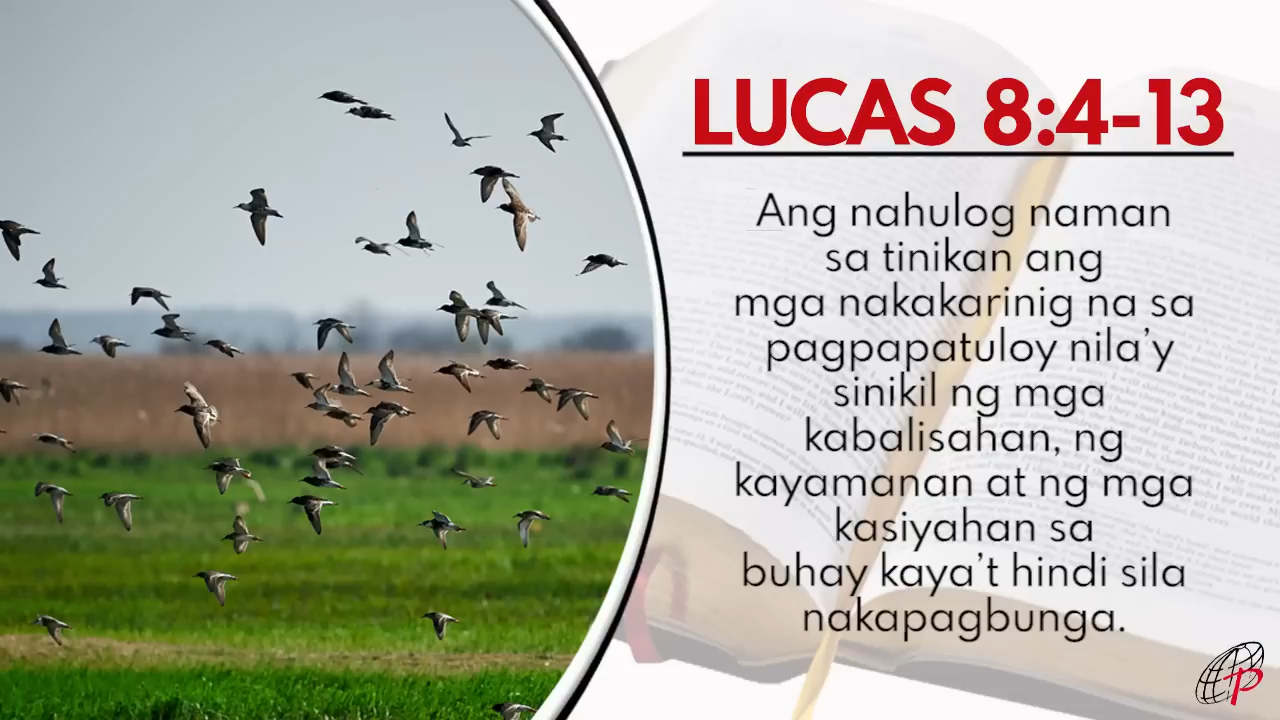 LUCAS 8:4-13
Ang nahulog naman
sa tinikan ang
mga nakakarinig na sa
pagpapatuloy nila'y
sinikil ng mga
kabalisahan, ng
kayamanan at ng mga
kasiyahan sa
buhay kaya't hindi sila
nakapagbunga.